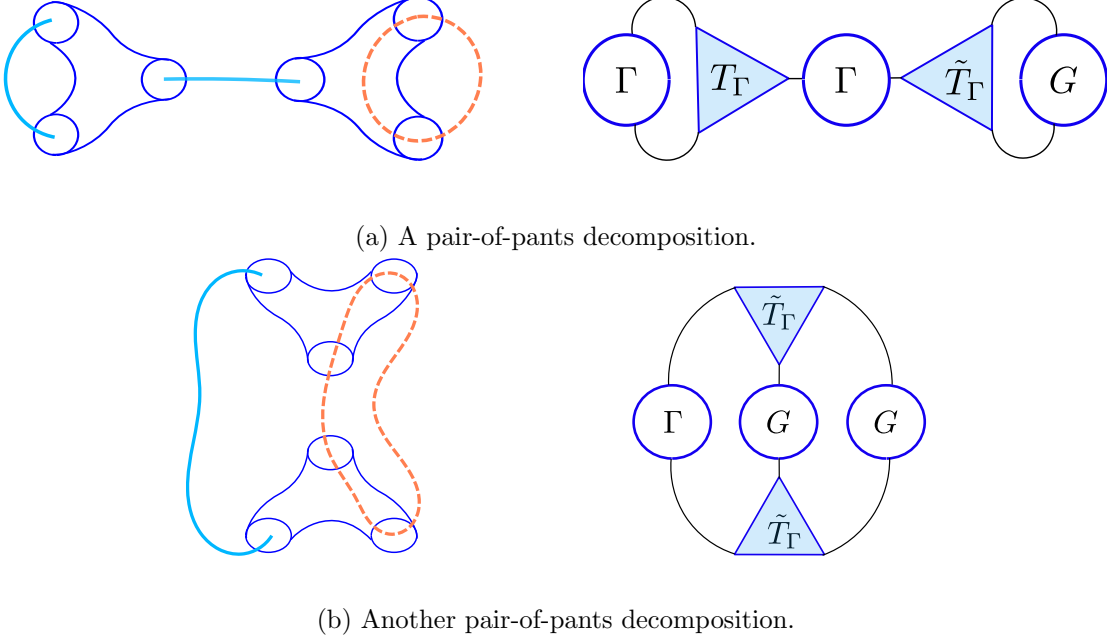 Γ T_Γ Γ T̃_Γ G
(a) A pair-of-pants decomposition.
T̃_Γ
Γ G G
T̃_Γ
(b) Another pair-of-pants decomposition.